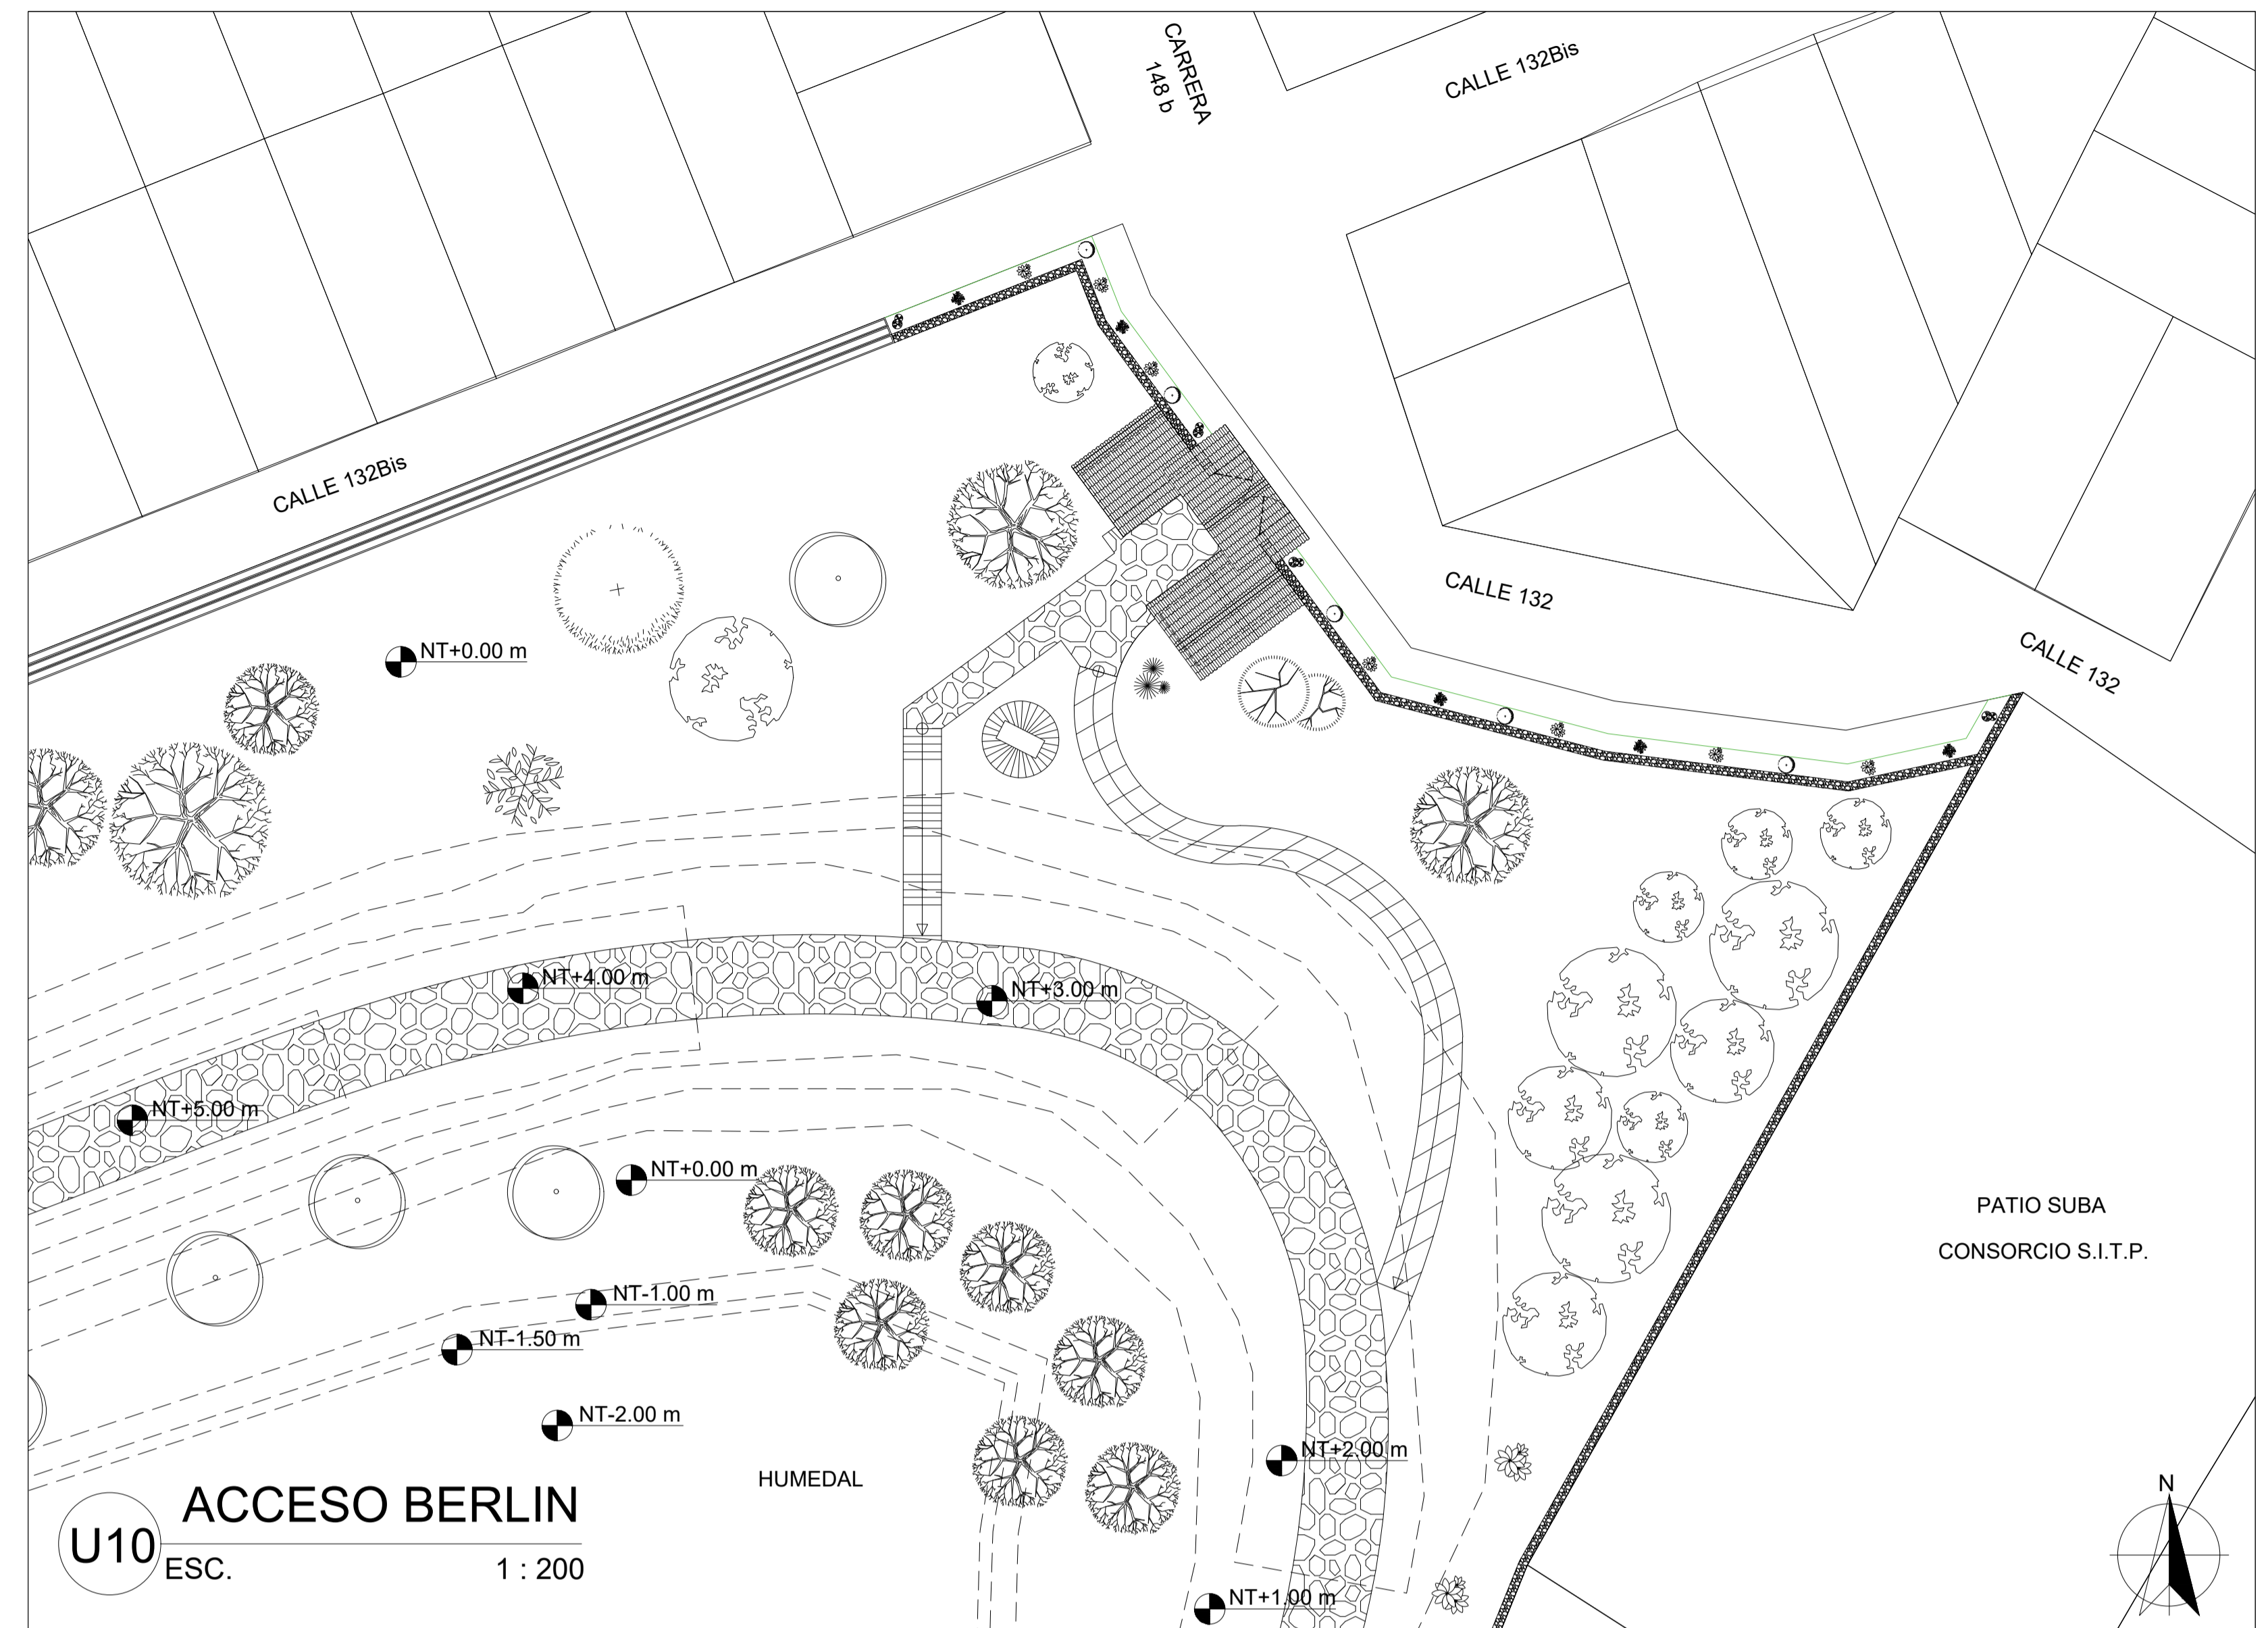 CARRERA
148 b
CALLE 132Bis
CALLE 132Bis
CALLE 132
CALLE 132
NT+0.00 m
NT+4.00 m
NT+3.00 m
NT+5.00 m
NT+0.00 m
PATIO SUBA
CONSORCIO S.I.T.P.
NT-1.00 m
NT-1.50 m
NT-2.00 m
NT+2.00 m
HUMEDAL
N
U10
ACCESO BERLIN
ESC. 1 : 200
NT+1.00 m